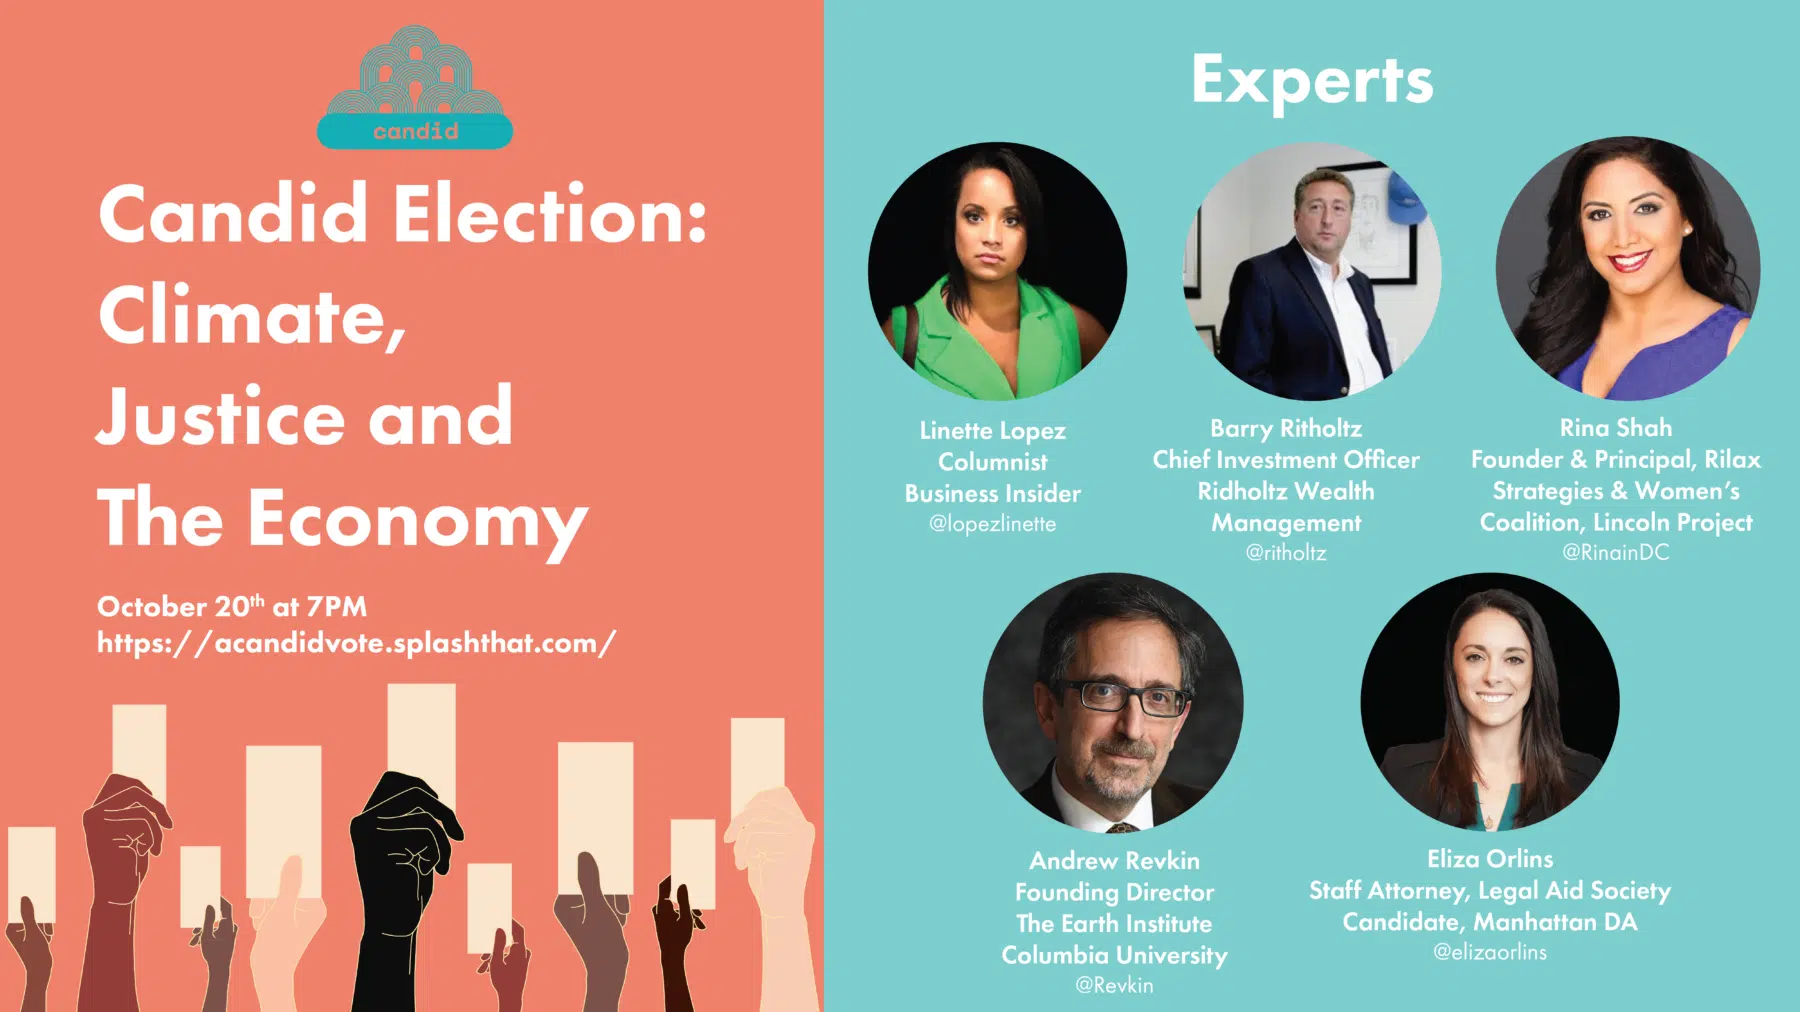 candid
Candid Election:
Climate,
Justice and
The Economy
October 20th at 7PM
https://acandidvote.splashthat.com/
Experts
Linette Lopez
Columnist
Business Insider
@lopezlinette
Barry Ritholtz
Chief Investment Officer
Ridholtz Wealth
Management
@ritholtz
Rina Shah
Founder & Principal, Rilax
Strategies & Women’s
Coalition, Lincoln Project
@RinainDC
Andrew Revkin
Founding Director
The Earth Institute
Columbia University
@Revkin
Eliza Orlins
Staff Attorney, Legal Aid Society
Candidate, Manhattan DA
@elizaorlins